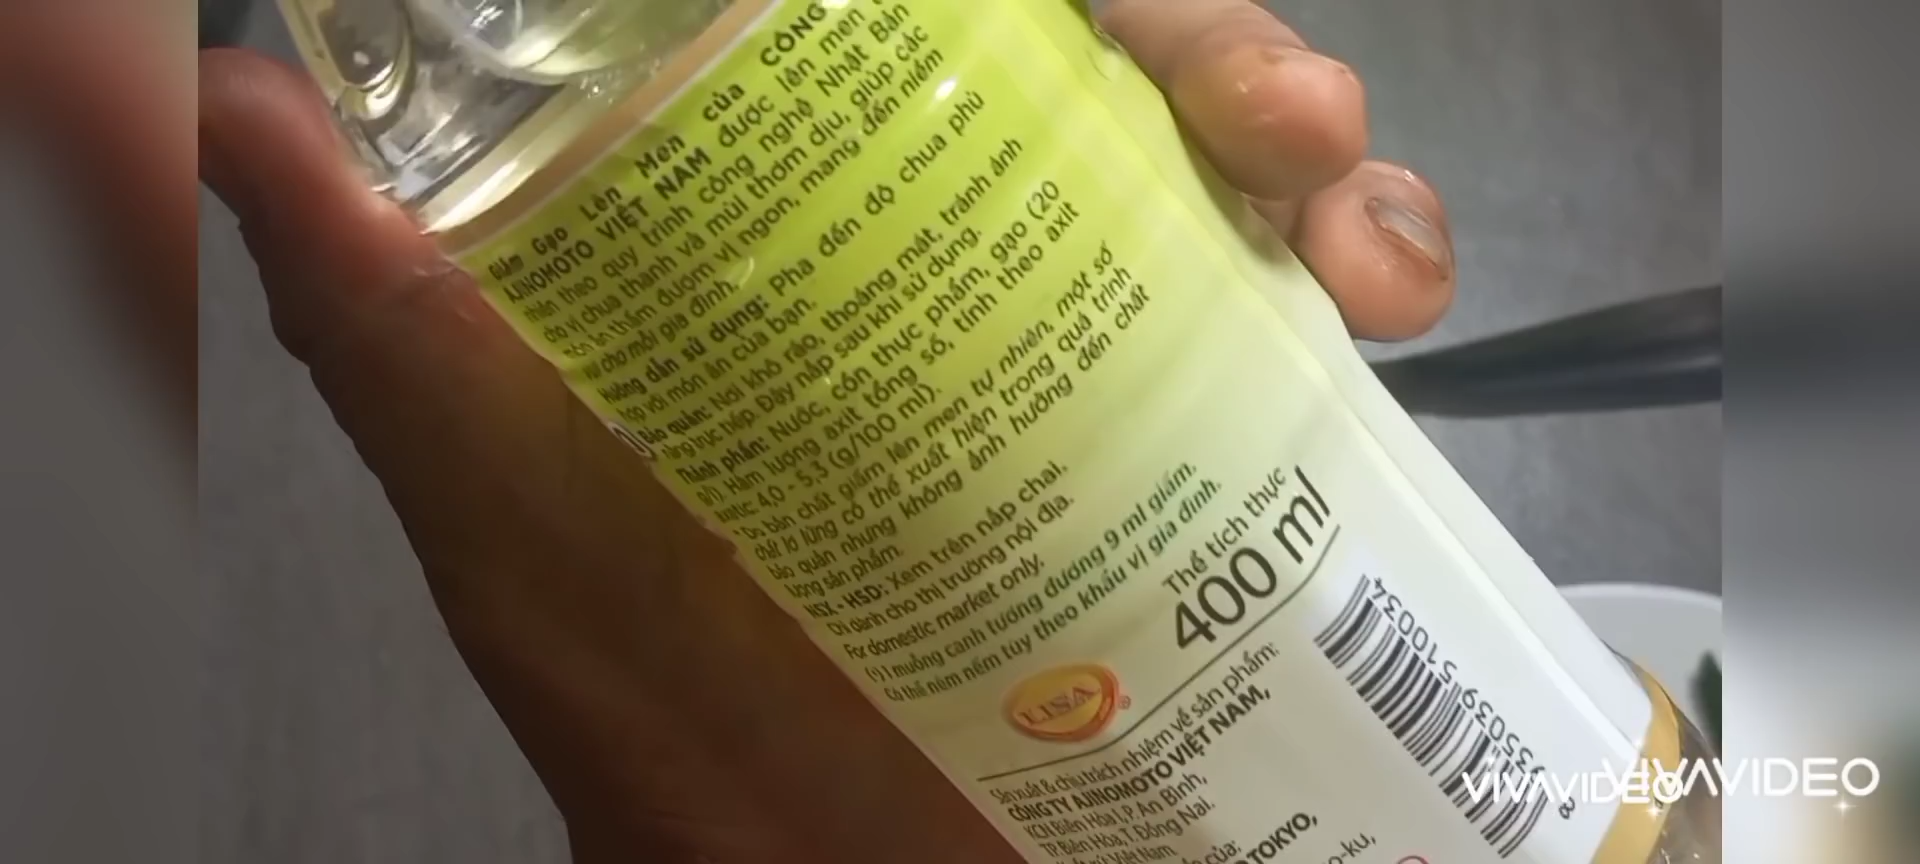 Giấm Gạo Lên Men của CÔNG
AJINOMOTO VIỆT NAM được lên men
nhiên theo quy trình công nghệ Nhật Bản
cho vị chua thanh và mùi thơm dịu, giúp các
món ăn thấm đượm vị ngon, mang đến niềm
vui cho mỗi gia đình.
Hướng dẫn sử dụng: Pha đến độ chua phù
hợp với món ăn của bạn.
Bảo quản: Nơi khô ráo, thoáng mát, tránh ánh
nắng trực tiếp. Đậy nắp sau khi sử dụng.
Thành phần: Nước, cồn thực phẩm, gạo (20
g/l). Hàm lượng axit tổng số, tính theo axit
axetic: 4,0 - 5,3 (g/100 ml).
* Do bản chất giấm lên men tự nhiên, một số
chất lơ lửng có thể xuất hiện trong quá trình
bảo quản nhưng không ảnh hưởng đến chất
lượng sản phẩm.
NSX - HSD: Xem trên nắp chai.
Chỉ dành cho thị trường nội địa.
For domestic market only.
(*) 1 muỗng canh tương đương 9 ml giấm.
Có thể nêm nếm tùy theo khẩu vị gia đình.
Thể tích thực
400 ml
LISA
®
Sản xuất & chịu trách nhiệm về sản phẩm:
CÔNG TY AJINOMOTO VIỆT NAM,
KCN Biên Hòa 1, P. An Bình,
TP. Biên Hòa, T. Đồng Nai.
Việt Nam.
của:
TOKYO,
o-ku,
8 935039 510034
VIVAVIDEO
VIVAVIDEO